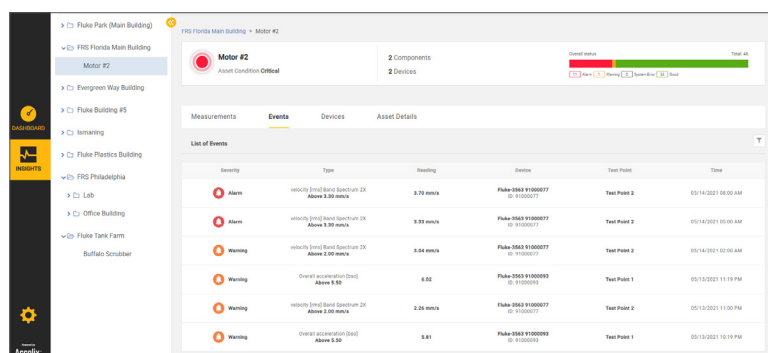 Fluke Park (Main Building)
FRS Florida Main Building
Motor #2
Evergreen Way Building
Fluke Building #5
Ismaning
Fluke Plastics Building
FRS Philadelphia
Lab
Office Building
Fluke Tank Farm
Buffalo Scrubber
DASHBOARD
INSIGHTS
FRS Florida Main Building > Motor #2
Motor #2
Asset Condition Critical
2 Components
2 Devices
Overall status Total: 46
11 Alarm 1 Warning 0 System Error 34 Good
Measurements Events Devices Asset Details
List of Events
Severity Type Reading Device Test Point Time
Alarm velocity [rms] Band Spectrum 2X Above 3.30 mm/s 3.70 mm/s Fluke-3563 91000077 ID: 91000077 Test Point 2 05/14/2021 08:00 AM
Alarm velocity [rms] Band Spectrum 2X Above 3.30 mm/s 3.33 mm/s Fluke-3563 91000077 ID: 91000077 Test Point 2 05/14/2021 05:00 AM
Warning velocity [rms] Band Spectrum 2X Above 2.00 mm/s 3.04 mm/s Fluke-3563 91000077 ID: 91000077 Test Point 2 05/14/2021 02:00 AM
Warning Overall acceleration [bss] Above 5.50 6.02 Fluke-3563 91000093 ID: 91000093 Test Point 1 05/13/2021 11:19 PM
Warning velocity [rms] Band Spectrum 2X Above 2.00 mm/s 2.26 mm/s Fluke-3563 91000077 ID: 91000077 Test Point 2 05/13/2021 11:00 PM
Warning Overall acceleration [bss] Above 5.50 5.81 Fluke-3563 91000093 ID: 91000093 Test Point 1 05/13/2021 10:19 PM